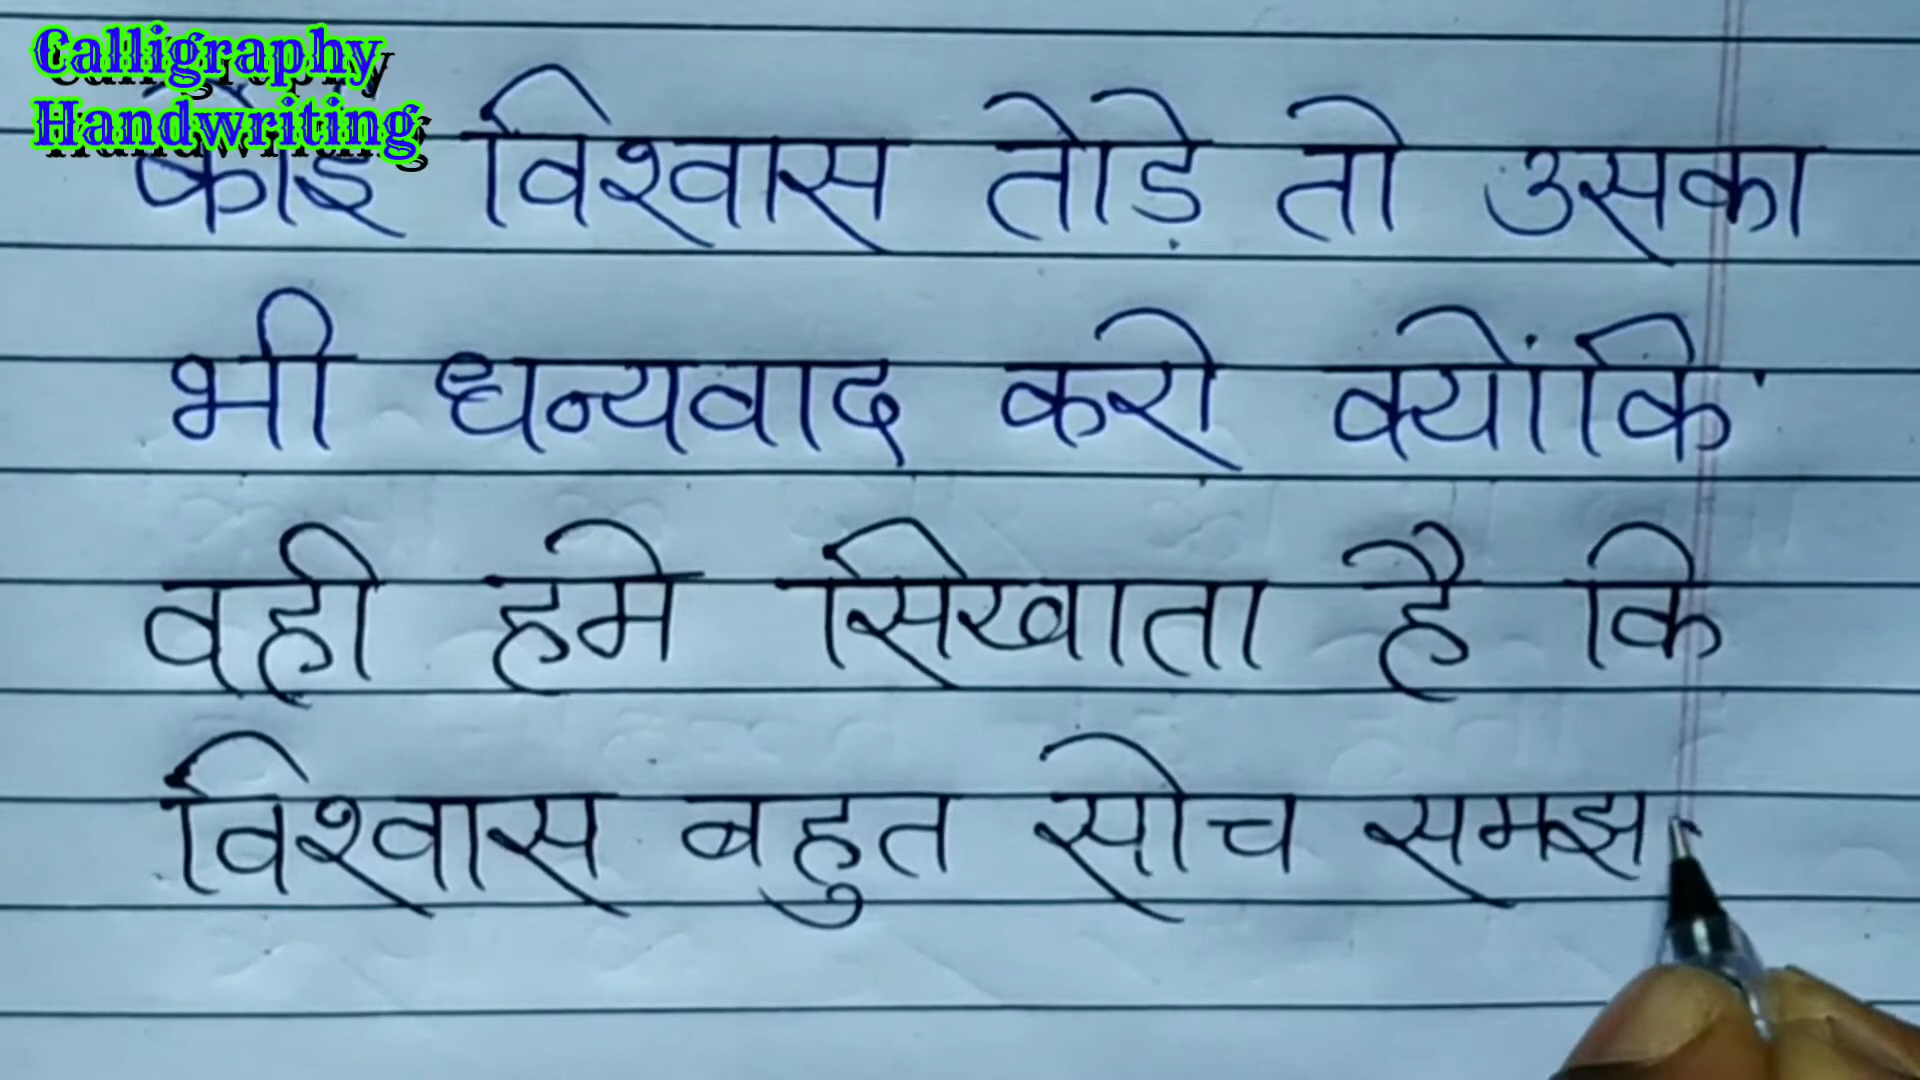 Calligraphy
Handwriting
कोई विश्वास तोड़े तो उसका
भी धन्यवाद करो क्योंकि
वही हमे सिखाता है कि
विश्वास बहुत सोच समझ